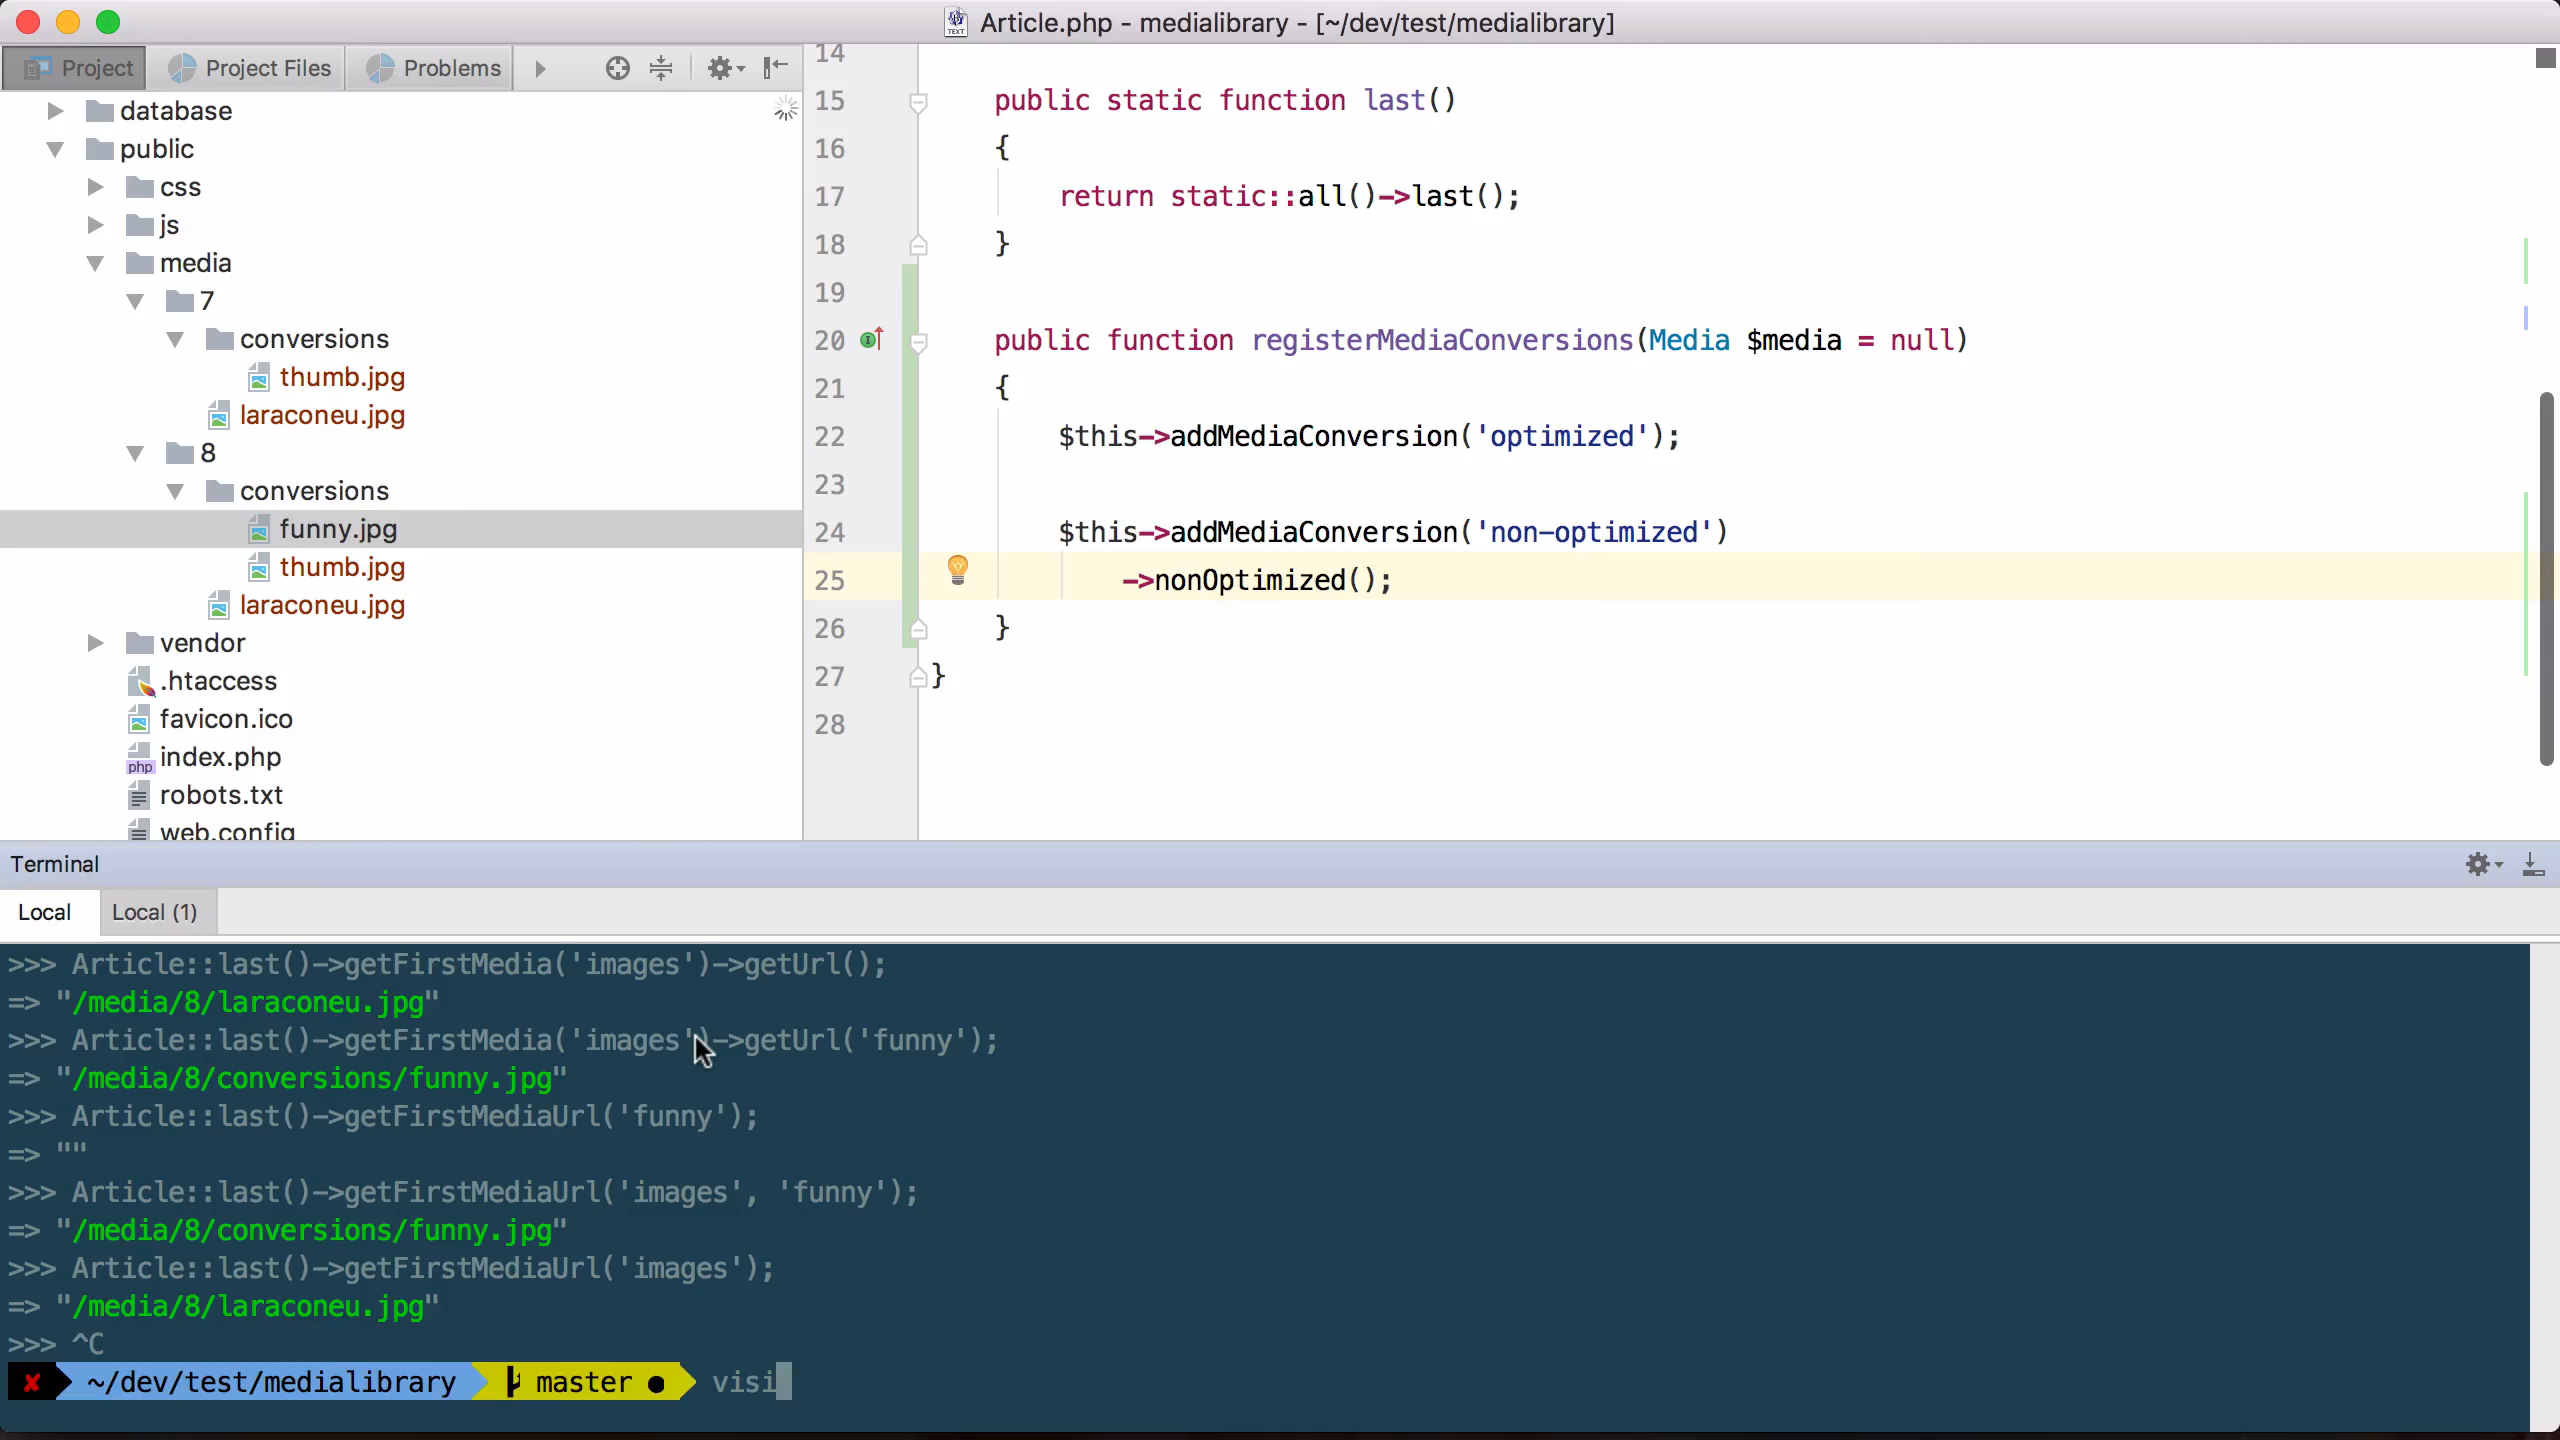 Article.php - medialibrary - [~/dev/test/medialibrary]
Project
Project Files
Problems
database
public
css
js
media
7
conversions
thumb.jpg
laraconeu.jpg
8
conversions
funny.jpg
thumb.jpg
laraconeu.jpg
vendor
.htaccess
favicon.ico
index.php
robots.txt
web.config
14
15 public static function last()
16 {
17 return static::all()->last();
18 }
19
20 public function registerMediaConversions(Media $media = null)
21 {
22 $this->addMediaConversion('optimized');
23
24 $this->addMediaConversion('non-optimized')
25 ->nonOptimized();
26 }
27 }
28
Terminal
Local
Local (1)
>>> Article::last()->getFirstMedia('images')->getUrl();
=> "/media/8/laraconeu.jpg"
>>> Article::last()->getFirstMedia('images')->getUrl('funny');
=> "/media/8/conversions/funny.jpg"
>>> Article::last()->getFirstMediaUrl('funny');
=> ""
>>> Article::last()->getFirstMediaUrl('images', 'funny');
=> "/media/8/conversions/funny.jpg"
>>> Article::last()->getFirstMediaUrl('images');
=> "/media/8/laraconeu.jpg"
>>> ^C
✘ ~/dev/test/medialibrary master ● visi